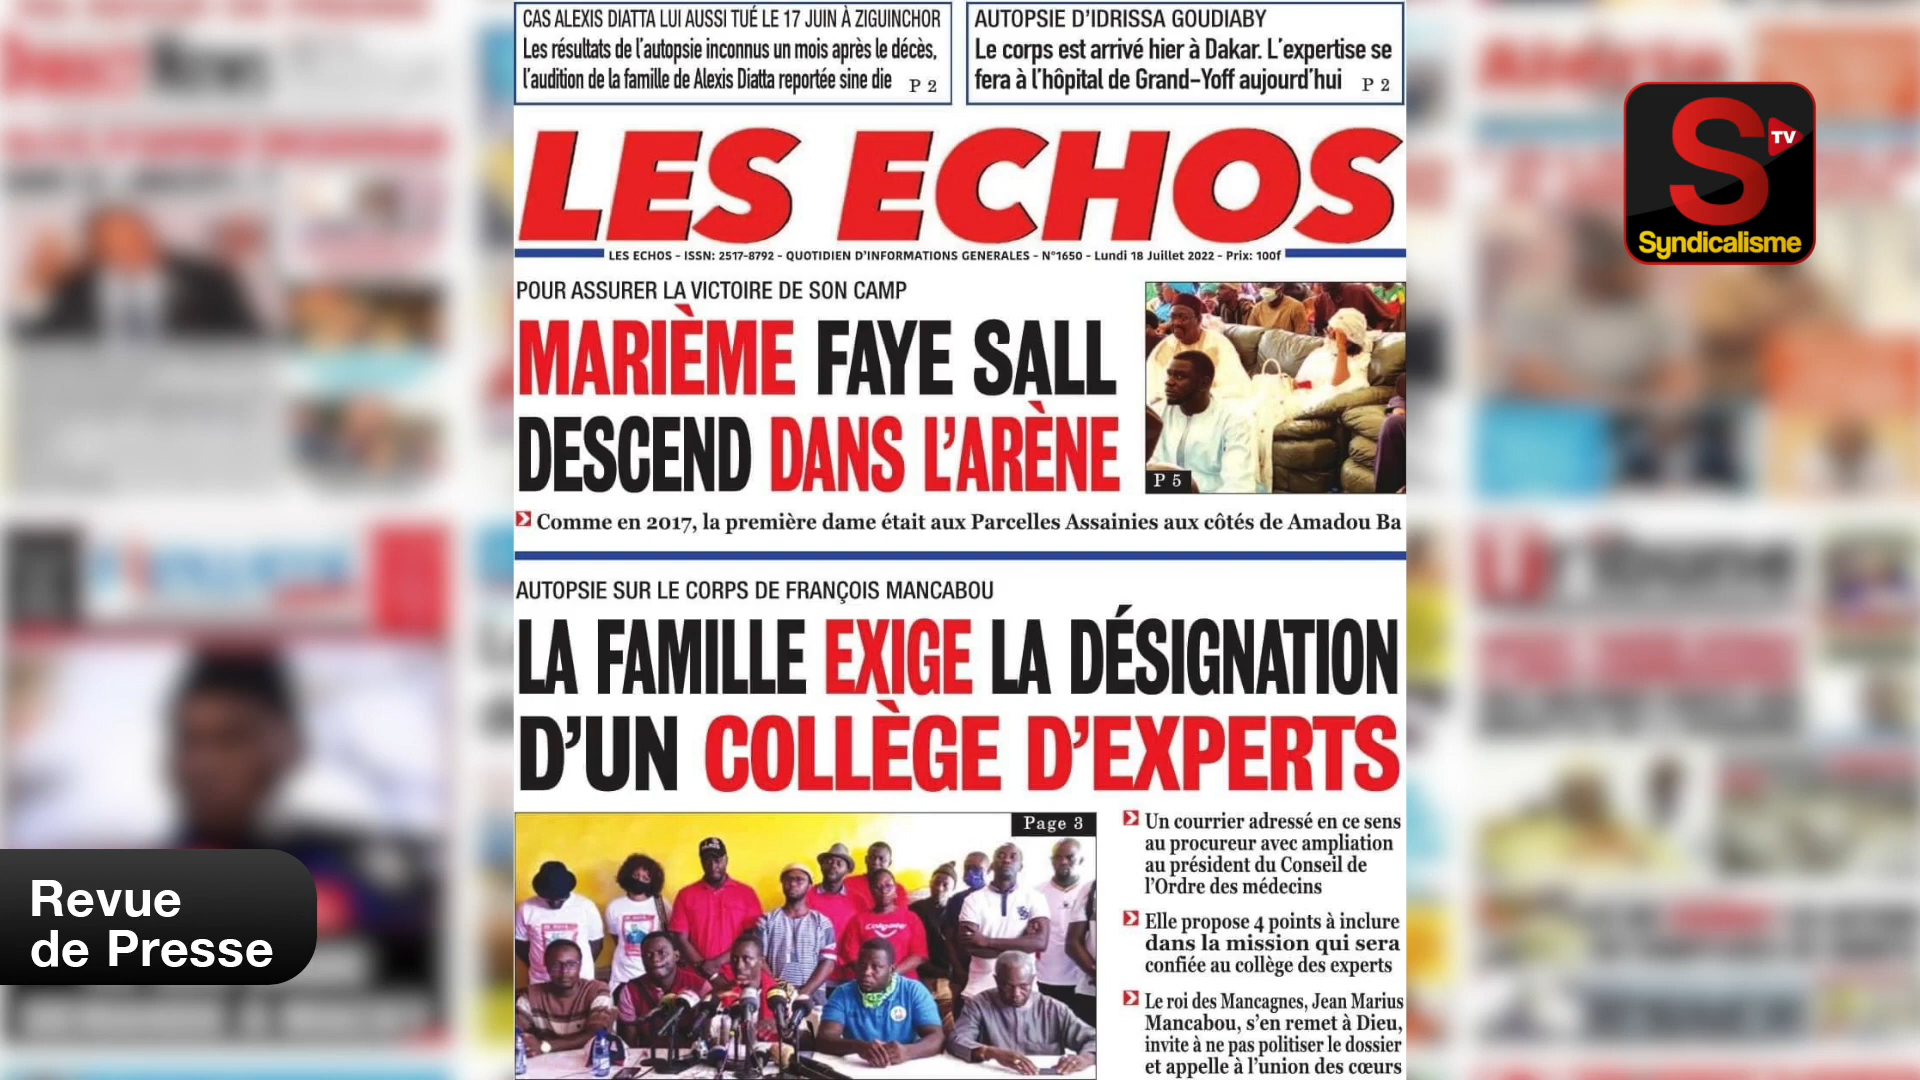 CAS ALEXIS DIATTA LUI AUSSI TUÉ LE 17 JUIN À ZIGUINCHOR
Les résultats de l'autopsie inconnus un mois après le décès,
l'audition de la famille de Alexis Diatta reportée sine die P 2
AUTOPSIE D'IDRISSA GOUDIABY
Le corps est arrivé hier à Dakar. L'expertise se
fera à l'hôpital de Grand-Yoff aujourd'hui P 2
LES ECHOS
LES ECHOS - ISSN: 2517-8792 - QUOTIDIEN D'INFORMATIONS GENERALES - N°1650 - Lundi 18 Juillet 2022 - Prix: 100f
S TV
Syndicalisme
POUR ASSURER LA VICTOIRE DE SON CAMP
MARIÈME FAYE SALL
DESCEND DANS L'ARÈNE
P 5
Comme en 2017, la première dame était aux Parcelles Assainies aux côtés de Amadou Ba
AUTOPSIE SUR LE CORPS DE FRANÇOIS MANCABOU
LA FAMILLE EXIGE LA DÉSIGNATION
D'UN COLLÈGE D'EXPERTS
Page 3
Un courrier adressé en ce sens
au procureur avec ampliation
au président du Conseil de
l'Ordre des médecins
Elle propose 4 points à inclure
dans la mission qui sera
confiée au collège des experts
Le roi des Mancagnes, Jean Marius
Mancabou, s'en remet à Dieu,
invite à ne pas politiser le dossier
et appelle à l'union des cœurs
Revue
de Presse